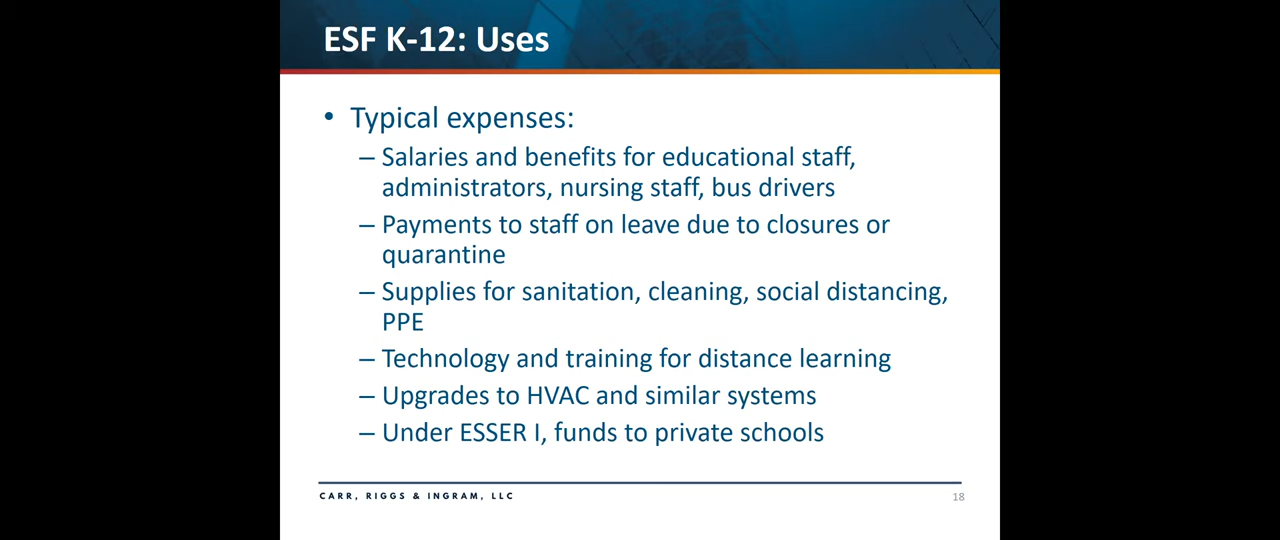 ESF K-12: Uses
• Typical expenses:
– Salaries and benefits for educational staff,
administrators, nursing staff, bus drivers
– Payments to staff on leave due to closures or
quarantine
– Supplies for sanitation, cleaning, social distancing,
PPE
– Technology and training for distance learning
– Upgrades to HVAC and similar systems
– Under ESSER I, funds to private schools
CARR, RIGGS & INGRAM, LLC
18